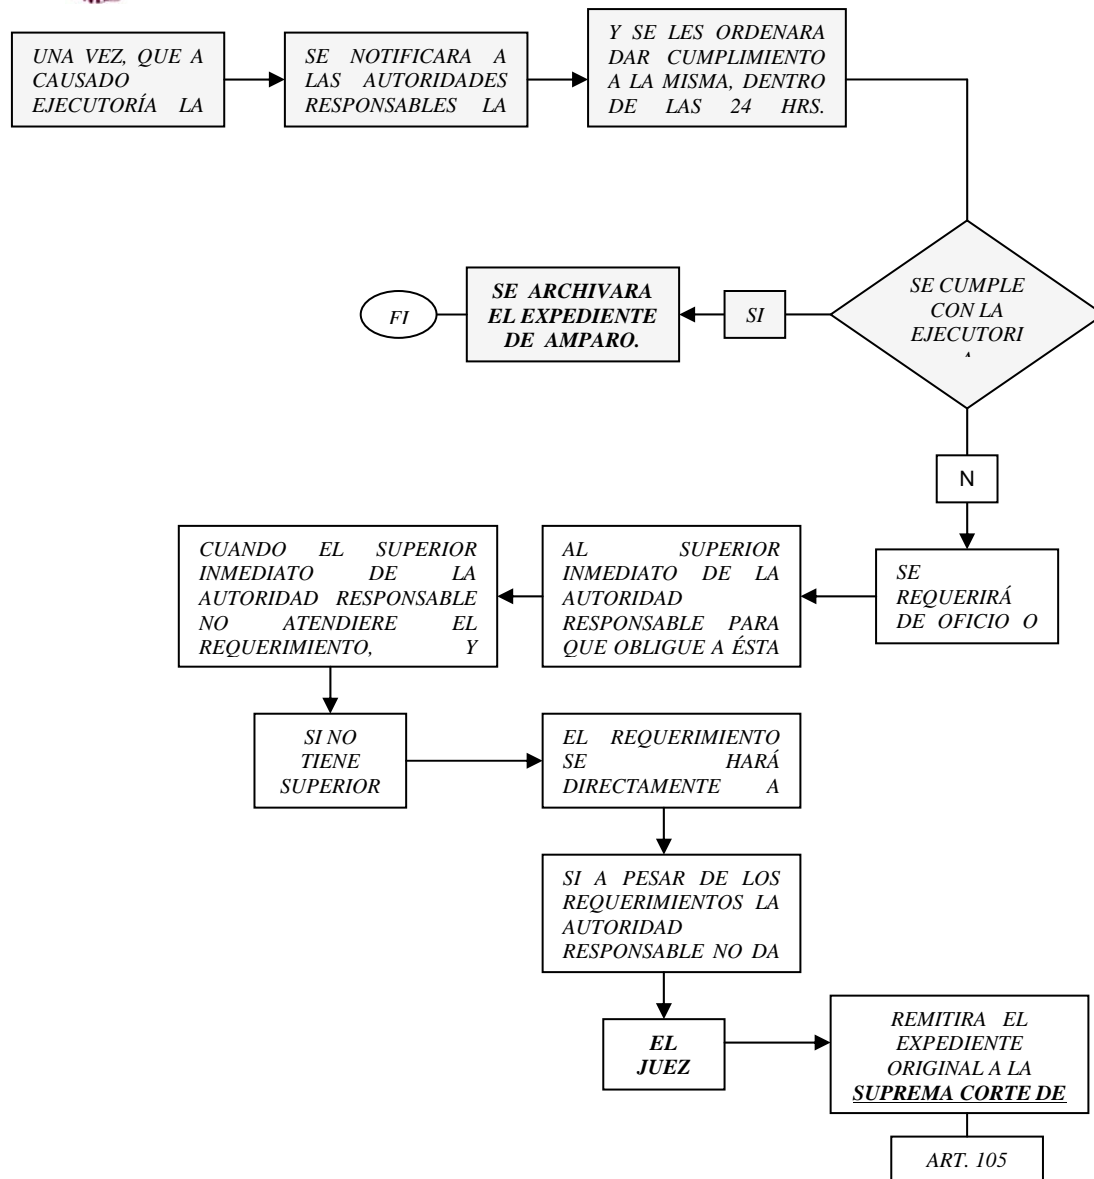 UNA VEZ, QUE A
CAUSADO
EJECUTORÍA LA
SE NOTIFICARA A
LAS AUTORIDADES
RESPONSABLES LA
Y SE LES ORDENARA
DAR CUMPLIMIENTO
A LA MISMA, DENTRO
DE LAS 24 HRS.
SE CUMPLE
CON LA
EJECUTORI
SI
SE ARCHIVARA
EL EXPEDIENTE
DE AMPARO.
FI
N
SE
REQUERIRÁ
DE OFICIO O
AL SUPERIOR
INMEDIATO DE LA
AUTORIDAD
RESPONSABLE PARA
QUE OBLIGUE A ÉSTA
CUANDO EL SUPERIOR
INMEDIATO DE LA
AUTORIDAD RESPONSABLE
NO ATENDIERE EL
REQUERIMIENTO, Y
SI NO
TIENE
SUPERIOR
EL REQUERIMIENTO
SE HARÁ
DIRECTAMENTE A
SI A PESAR DE LOS
REQUERIMIENTOS LA
AUTORIDAD
RESPONSABLE NO DA
EL
JUEZ
REMITIRA EL
EXPEDIENTE
ORIGINAL A LA
SUPREMA CORTE DE
ART. 105